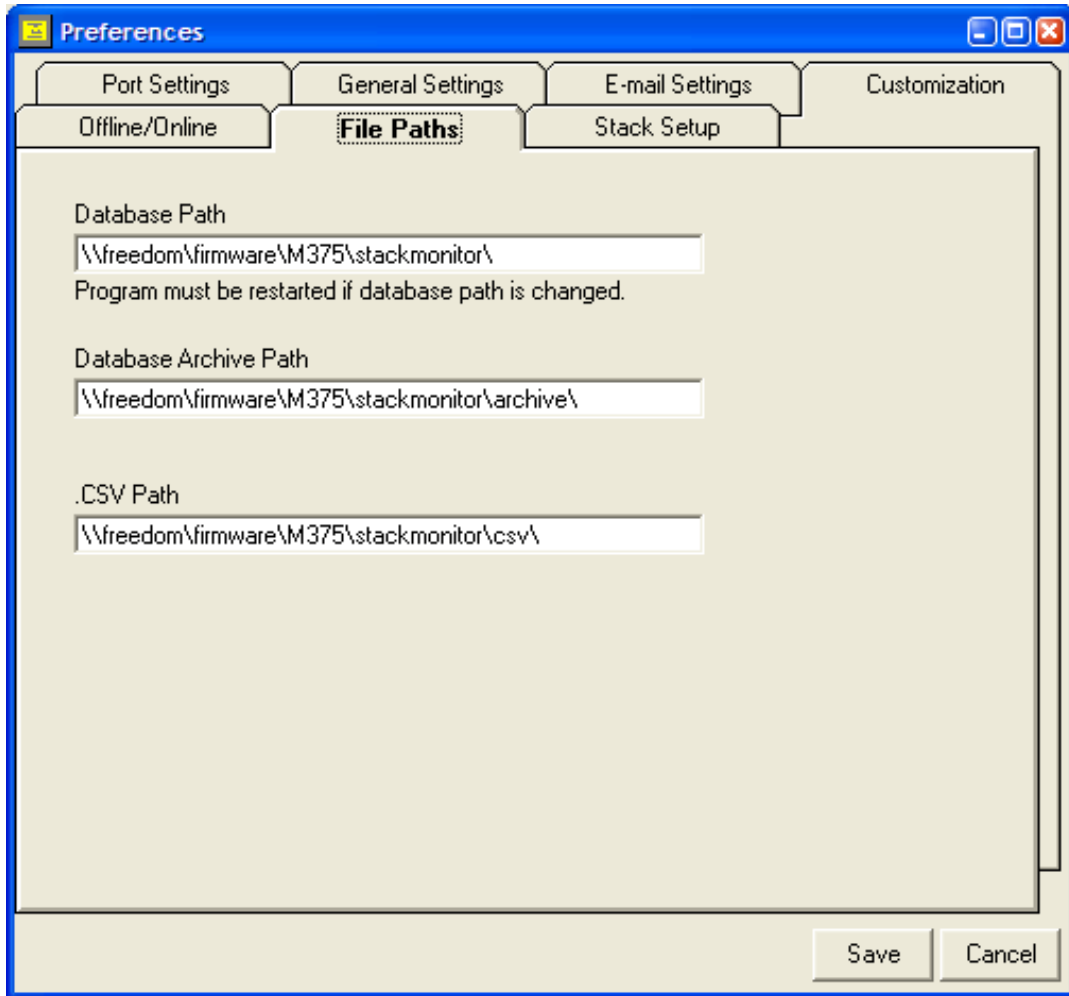 Preferences
Port Settings
General Settings
E-mail Settings
Customization
Offline/Online
File Paths
Stack Setup
Database Path
\\freedom\firmware\M375\stackmonitor\
Program must be restarted if database path is changed.
Database Archive Path
\\freedom\firmware\M375\stackmonitor\archive\
.CSV Path
\\freedom\firmware\M375\stackmonitor\csv\
Save
Cancel